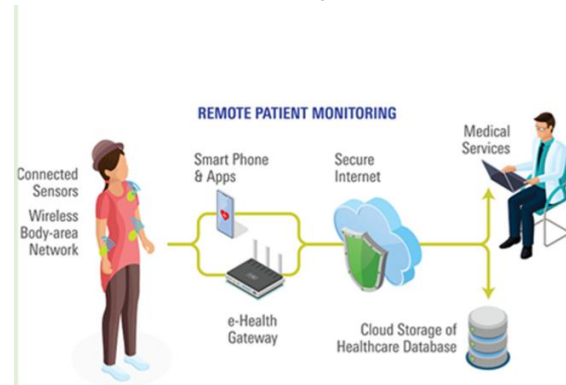 REMOTE PATIENT MONITORING
Connected
Sensors
Wireless
Body-area
Network
Smart Phone
& Apps
e-Health
Gateway
Secure
Internet
Medical
Services
Cloud Storage of
Healthcare Database